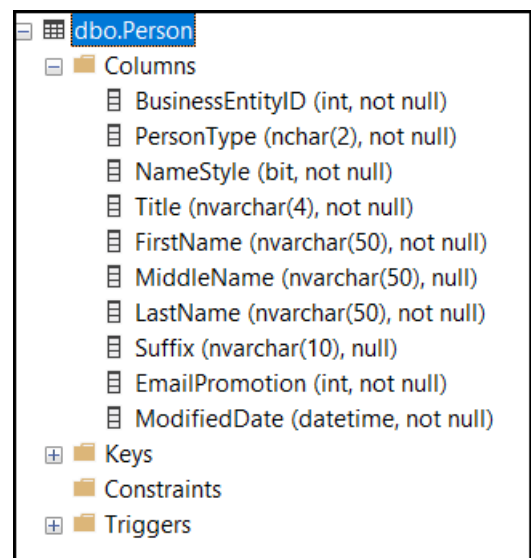 dbo.Person
Columns
BusinessEntityID (int, not null)
PersonType (nchar(2), not null)
NameStyle (bit, not null)
Title (nvarchar(4), not null)
FirstName (nvarchar(50), not null)
MiddleName (nvarchar(50), null)
LastName (nvarchar(50), not null)
Suffix (nvarchar(10), null)
EmailPromotion (int, not null)
ModifiedDate (datetime, not null)
Keys
Constraints
Triggers